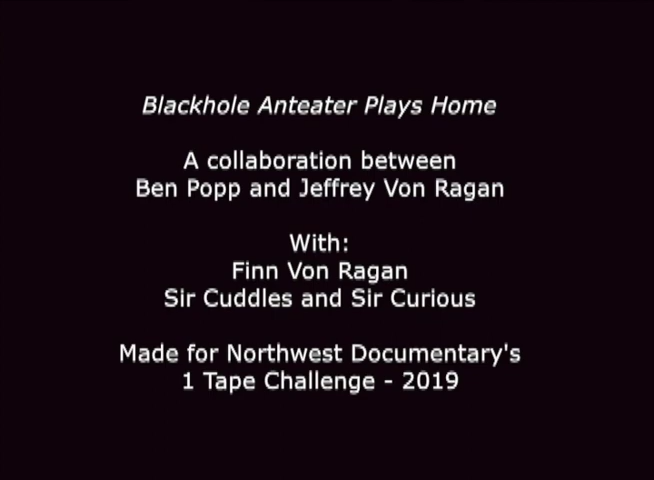 Blackhole Anteater Plays Home
A collaboration between
Ben Popp and Jeffrey Von Ragan
With:
Finn Von Ragan
Sir Cuddles and Sir Curious
Made for Northwest Documentary's
1 Tape Challenge - 2019